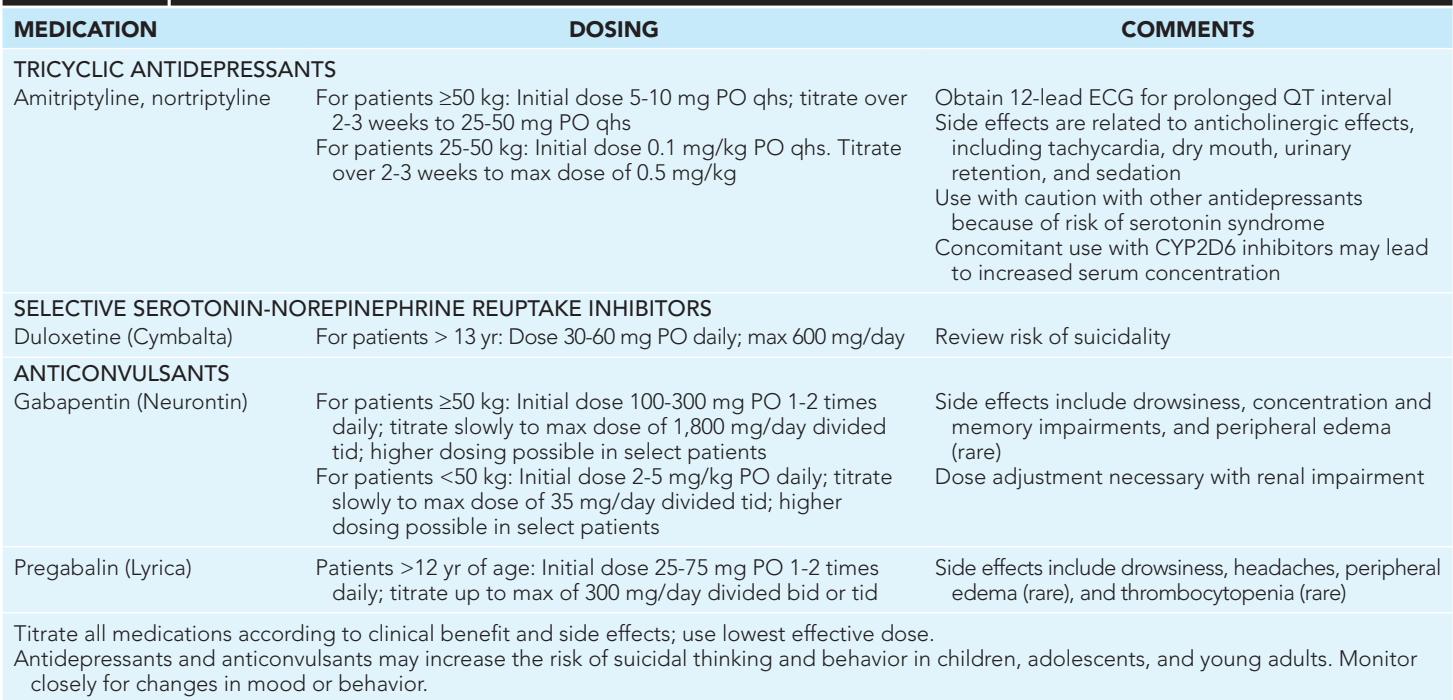 MEDICATION DOSING COMMENTS
TRICYCLIC ANTIDEPRESSANTS
Amitriptyline, nortriptyline
For patients ≥50 kg: Initial dose 5-10 mg PO qhs; titrate over
2-3 weeks to 25-50 mg PO qhs
For patients 25-50 kg: Initial dose 0.1 mg/kg PO qhs. Titrate
over 2-3 weeks to max dose of 0.5 mg/kg
Obtain 12-lead ECG for prolonged QT interval
Side effects are related to anticholinergic effects,
including tachycardia, dry mouth, urinary
retention, and sedation
Use with caution with other antidepressants
because of risk of serotonin syndrome
Concomitant use with CYP2D6 inhibitors may lead
to increased serum concentration
SELECTIVE SEROTONIN-NOREPINEPHRINE REUPTAKE INHIBITORS
Duloxetine (Cymbalta)
For patients > 13 yr: Dose 30-60 mg PO daily; max 600 mg/day
Review risk of suicidality
ANTICONVULSANTS
Gabapentin (Neurontin)
For patients ≥50 kg: Initial dose 100-300 mg PO 1-2 times
daily; titrate slowly to max dose of 1,800 mg/day divided
tid; higher dosing possible in select patients
For patients <50 kg: Initial dose 2-5 mg/kg PO daily; titrate
slowly to max dose of 35 mg/day divided tid; higher
dosing possible in select patients
Side effects include drowsiness, concentration and
memory impairments, and peripheral edema
(rare)
Dose adjustment necessary with renal impairment
Pregabalin (Lyrica)
Patients >12 yr of age: Initial dose 25-75 mg PO 1-2 times
daily; titrate up to max of 300 mg/day divided bid or tid
Side effects include drowsiness, headaches, peripheral
edema (rare), and thrombocytopenia (rare)
Titrate all medications according to clinical benefit and side effects; use lowest effective dose.
Antidepressants and anticonvulsants may increase the risk of suicidal thinking and behavior in children, adolescents, and young adults. Monitor
closely for changes in mood or behavior.